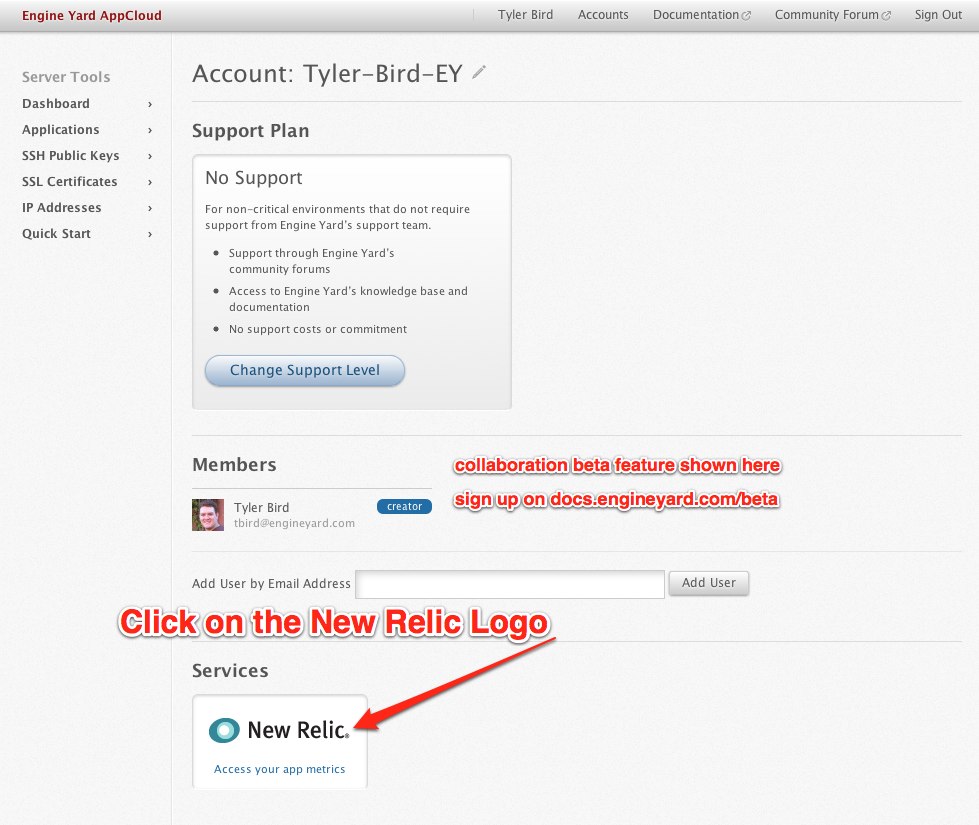 Engine Yard AppCloud
Tyler Bird Accounts Documentation Community Forum Sign Out
Server Tools
Dashboard
Applications
SSH Public Keys
SSL Certificates
IP Addresses
Quick Start
Account: Tyler-Bird-EY
Support Plan
No Support
For non-critical environments that do not require
support from Engine Yard's support team.
Support through Engine Yard's
community forums
Access to Engine Yard's knowledge base and
documentation
No support costs or commitment
Change Support Level
Members
collaboration beta feature shown here
sign up on docs.engineyard.com/beta
Tyler Bird creator
tbird@engineyard.com
Add User by Email Address Add User
Click on the New Relic Logo
Services
New Relic®
Access your app metrics